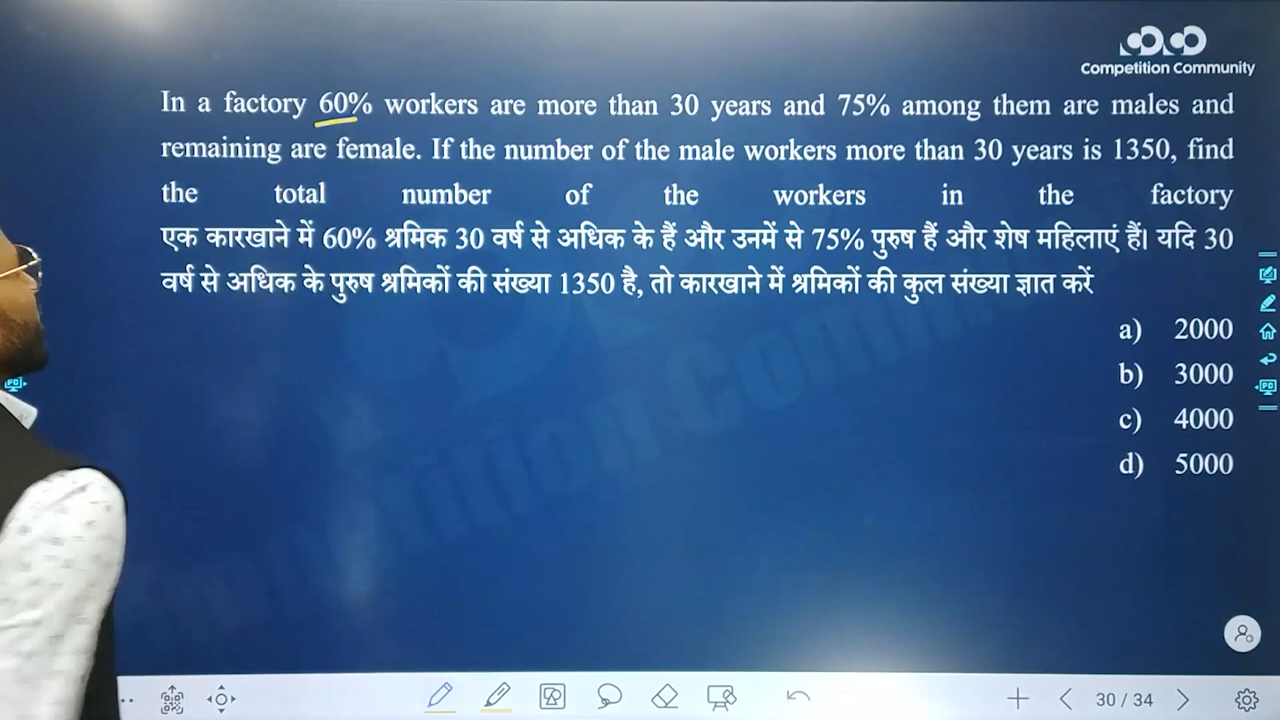 Competition Community
In a factory 60% workers are more than 30 years and 75% among them are males and
remaining are female. If the number of the male workers more than 30 years is 1350, find
the total number of the workers in the factory
एक कारखाने में 60% श्रमिक 30 वर्ष से अधिक के हैं और उनमें से 75% पुरुष हैं और शेष महिलाएं हैं। यदि 30
वर्ष से अधिक के पुरुष श्रमिकों की संख्या 1350 है, तो कारखाने में श्रमिकों की कुल संख्या ज्ञात करें
a) 2000
b) 3000
c) 4000
d) 5000
30 / 34